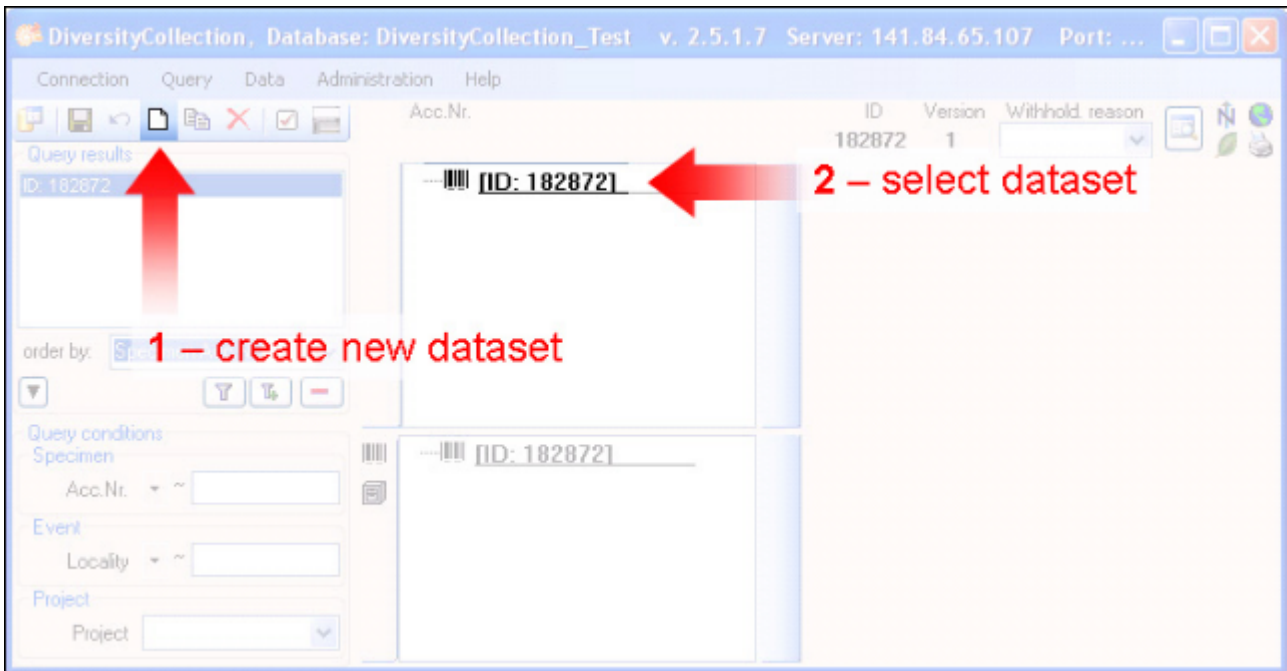 DiversityCollection, Database: DiversityCollection_Test v. 2.5.1.7 Server: 141.84.65.107 Port: ...
Connection Query Data Administration Help
Acc.Nr. ID Version Withhold. reason
182872 1
Query results
ID: 182872
[ID: 182872]
2 – select dataset
1 – create new dataset
order by:
Query conditions
Specimen
[ID: 182872]
Acc.Nr. ~
Event
Locality ~
Project
Project